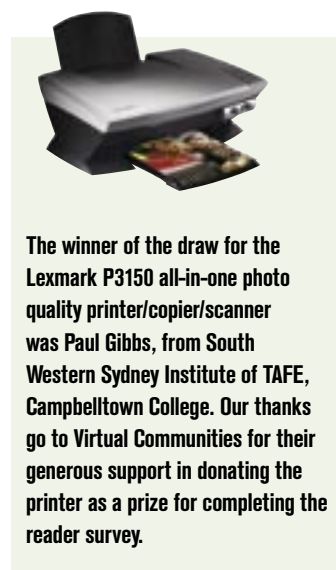 The winner of the draw for the
Lexmark P3150 all-in-one photo
quality printer/copier/scanner
was Paul Gibbs, from South
Western Sydney Institute of TAFE,
Campbelltown College. Our thanks
go to Virtual Communities for their
generous support in donating the
printer as a prize for completing the
reader survey.